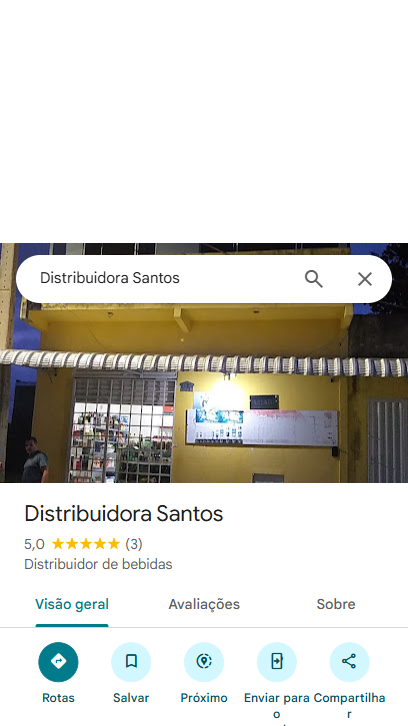 Distribuidora Santos
Distribuidora Santos
5,0 (3)
Distribuidor de bebidas
Visão geral Avaliações Sobre
Rotas Salvar Próximo Enviar para o Compartilhar